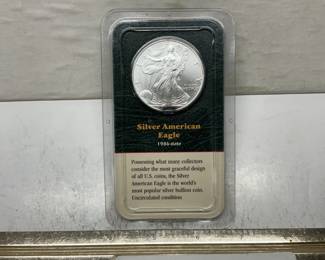 Silver American
Eagle
1986-date
Possessing what many collectors
consider the most graceful design
of all U.S. coins, the Silver
American Eagle is the world's
most popular silver bullion coin.
Uncirculated condition